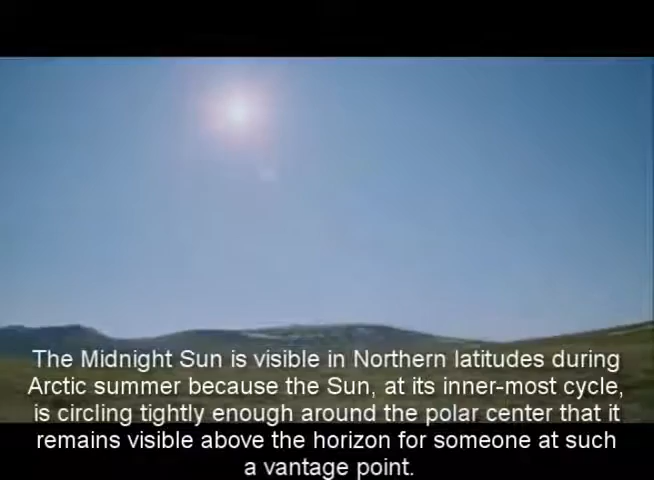 The Midnight Sun is visible in Northern latitudes during
Arctic summer because the Sun, at its inner-most cycle,
is circling tightly enough around the polar center that it
remains visible above the horizon for someone at such
a vantage point.